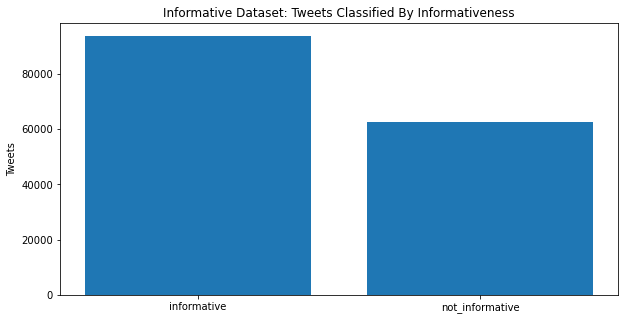 Informative Dataset: Tweets Classified By Informativeness
80000
60000
40000
20000
0
Tweets
informative
not_informative